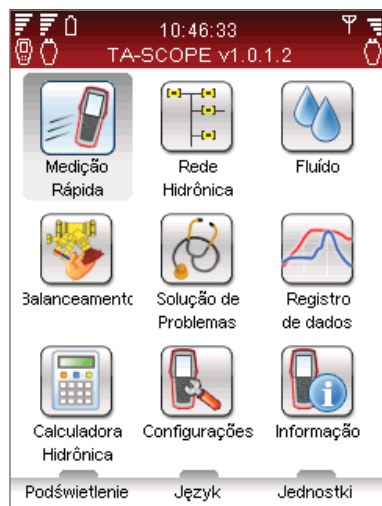 10:46:33
TA-SCOPE v1.0.1.2
Medição Rápida
Rede Hidrônica
Fluído
Balanceamento
Solução de Problemas
Registro de dados
Calculadora Hidrônica
Configurações
Informação
Podświetlenie
Język
Jednostki